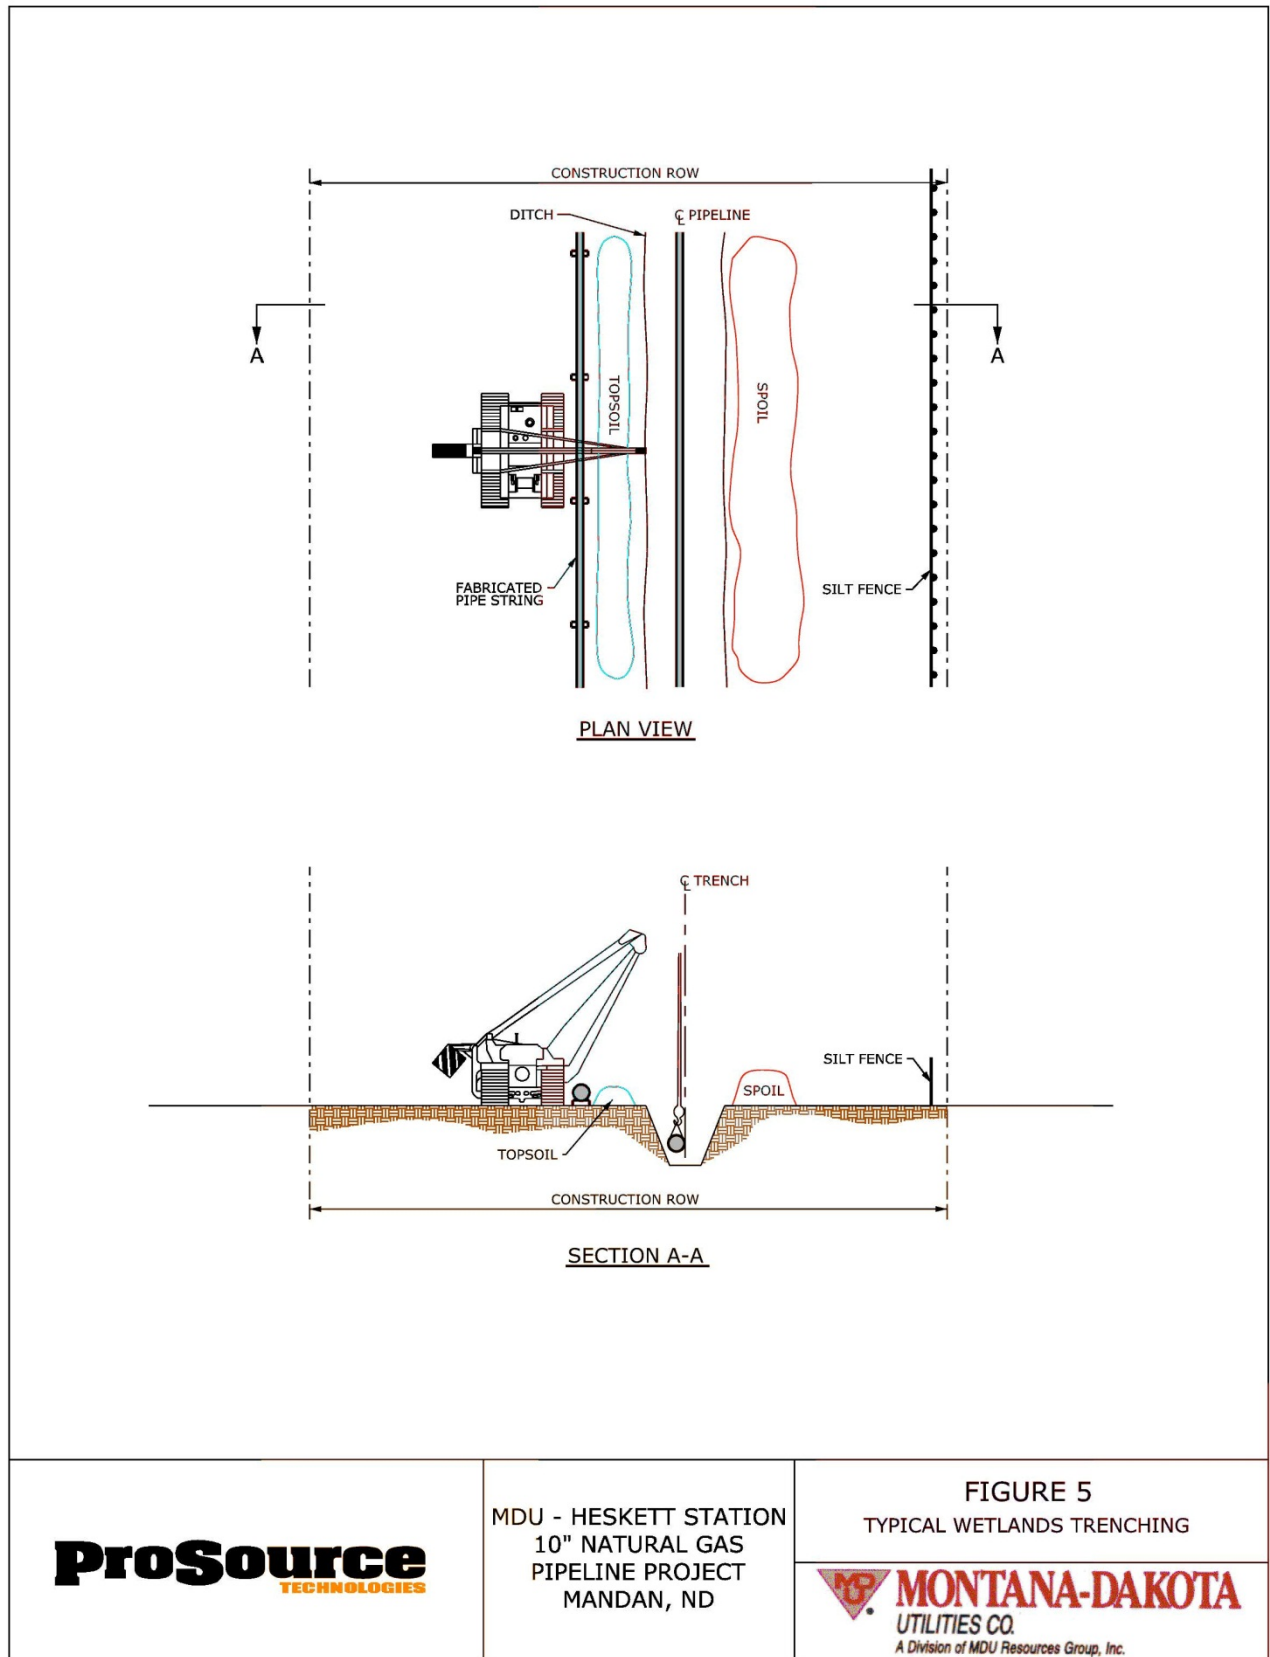 CONSTRUCTION ROW
DITCH
℄ PIPELINE
A
A
TOPSOIL
SPOIL
FABRICATED
PIPE STRING
SILT FENCE
PLAN VIEW
℄ TRENCH
SILT FENCE
SPOIL
TOPSOIL
CONSTRUCTION ROW
SECTION A-A
ProSource
TECHNOLOGIES
MDU - HESKETT STATION
10" NATURAL GAS
PIPELINE PROJECT
MANDAN, ND
FIGURE 5
TYPICAL WETLANDS TRENCHING
MDU
MONTANA-DAKOTA
UTILITIES CO.
A Division of MDU Resources Group, Inc.